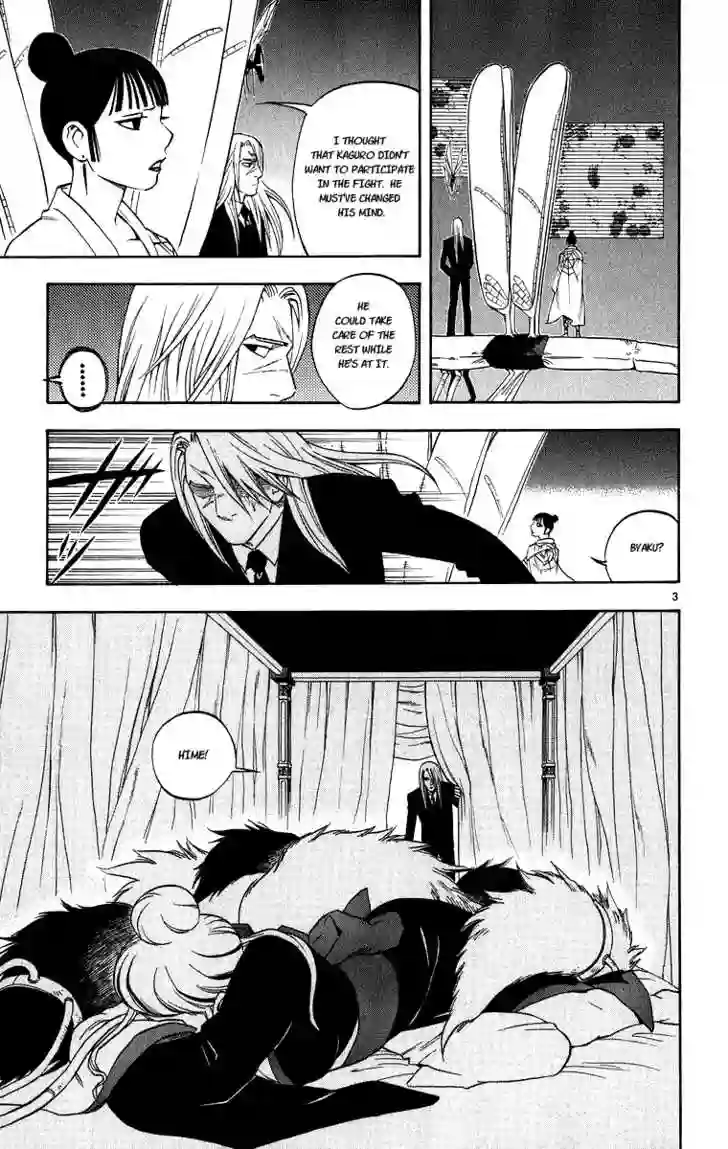 I THOUGHT
THAT KAGURO DIDN'T
WANT TO PARTICIPATE
IN THE FIGHT. HE
MUST'VE CHANGED
HIS MIND.
HE
COULD TAKE
CARE OF THE
REST WHILE
HE'S AT IT.
BYAKU?
3
HIME!